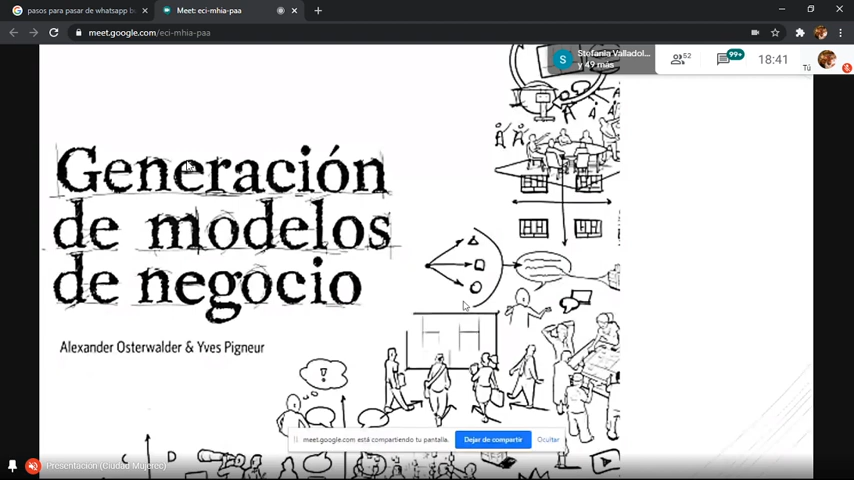 pasos para pasar de whatsapp bu
Meet: eci-mhia-paa
meet.google.com/eci-mhia-paa
S
Stefania Valladol...
y 49 más
52
99+
18:41
Tú
Generación
de modelos
de negocio
Alexander Osterwalder & Yves Pigneur
!
meet.google.com está compartiendo tu pantalla.
Dejar de compartir
Ocultar
Presentación (Ciudad Mujerec)
C D